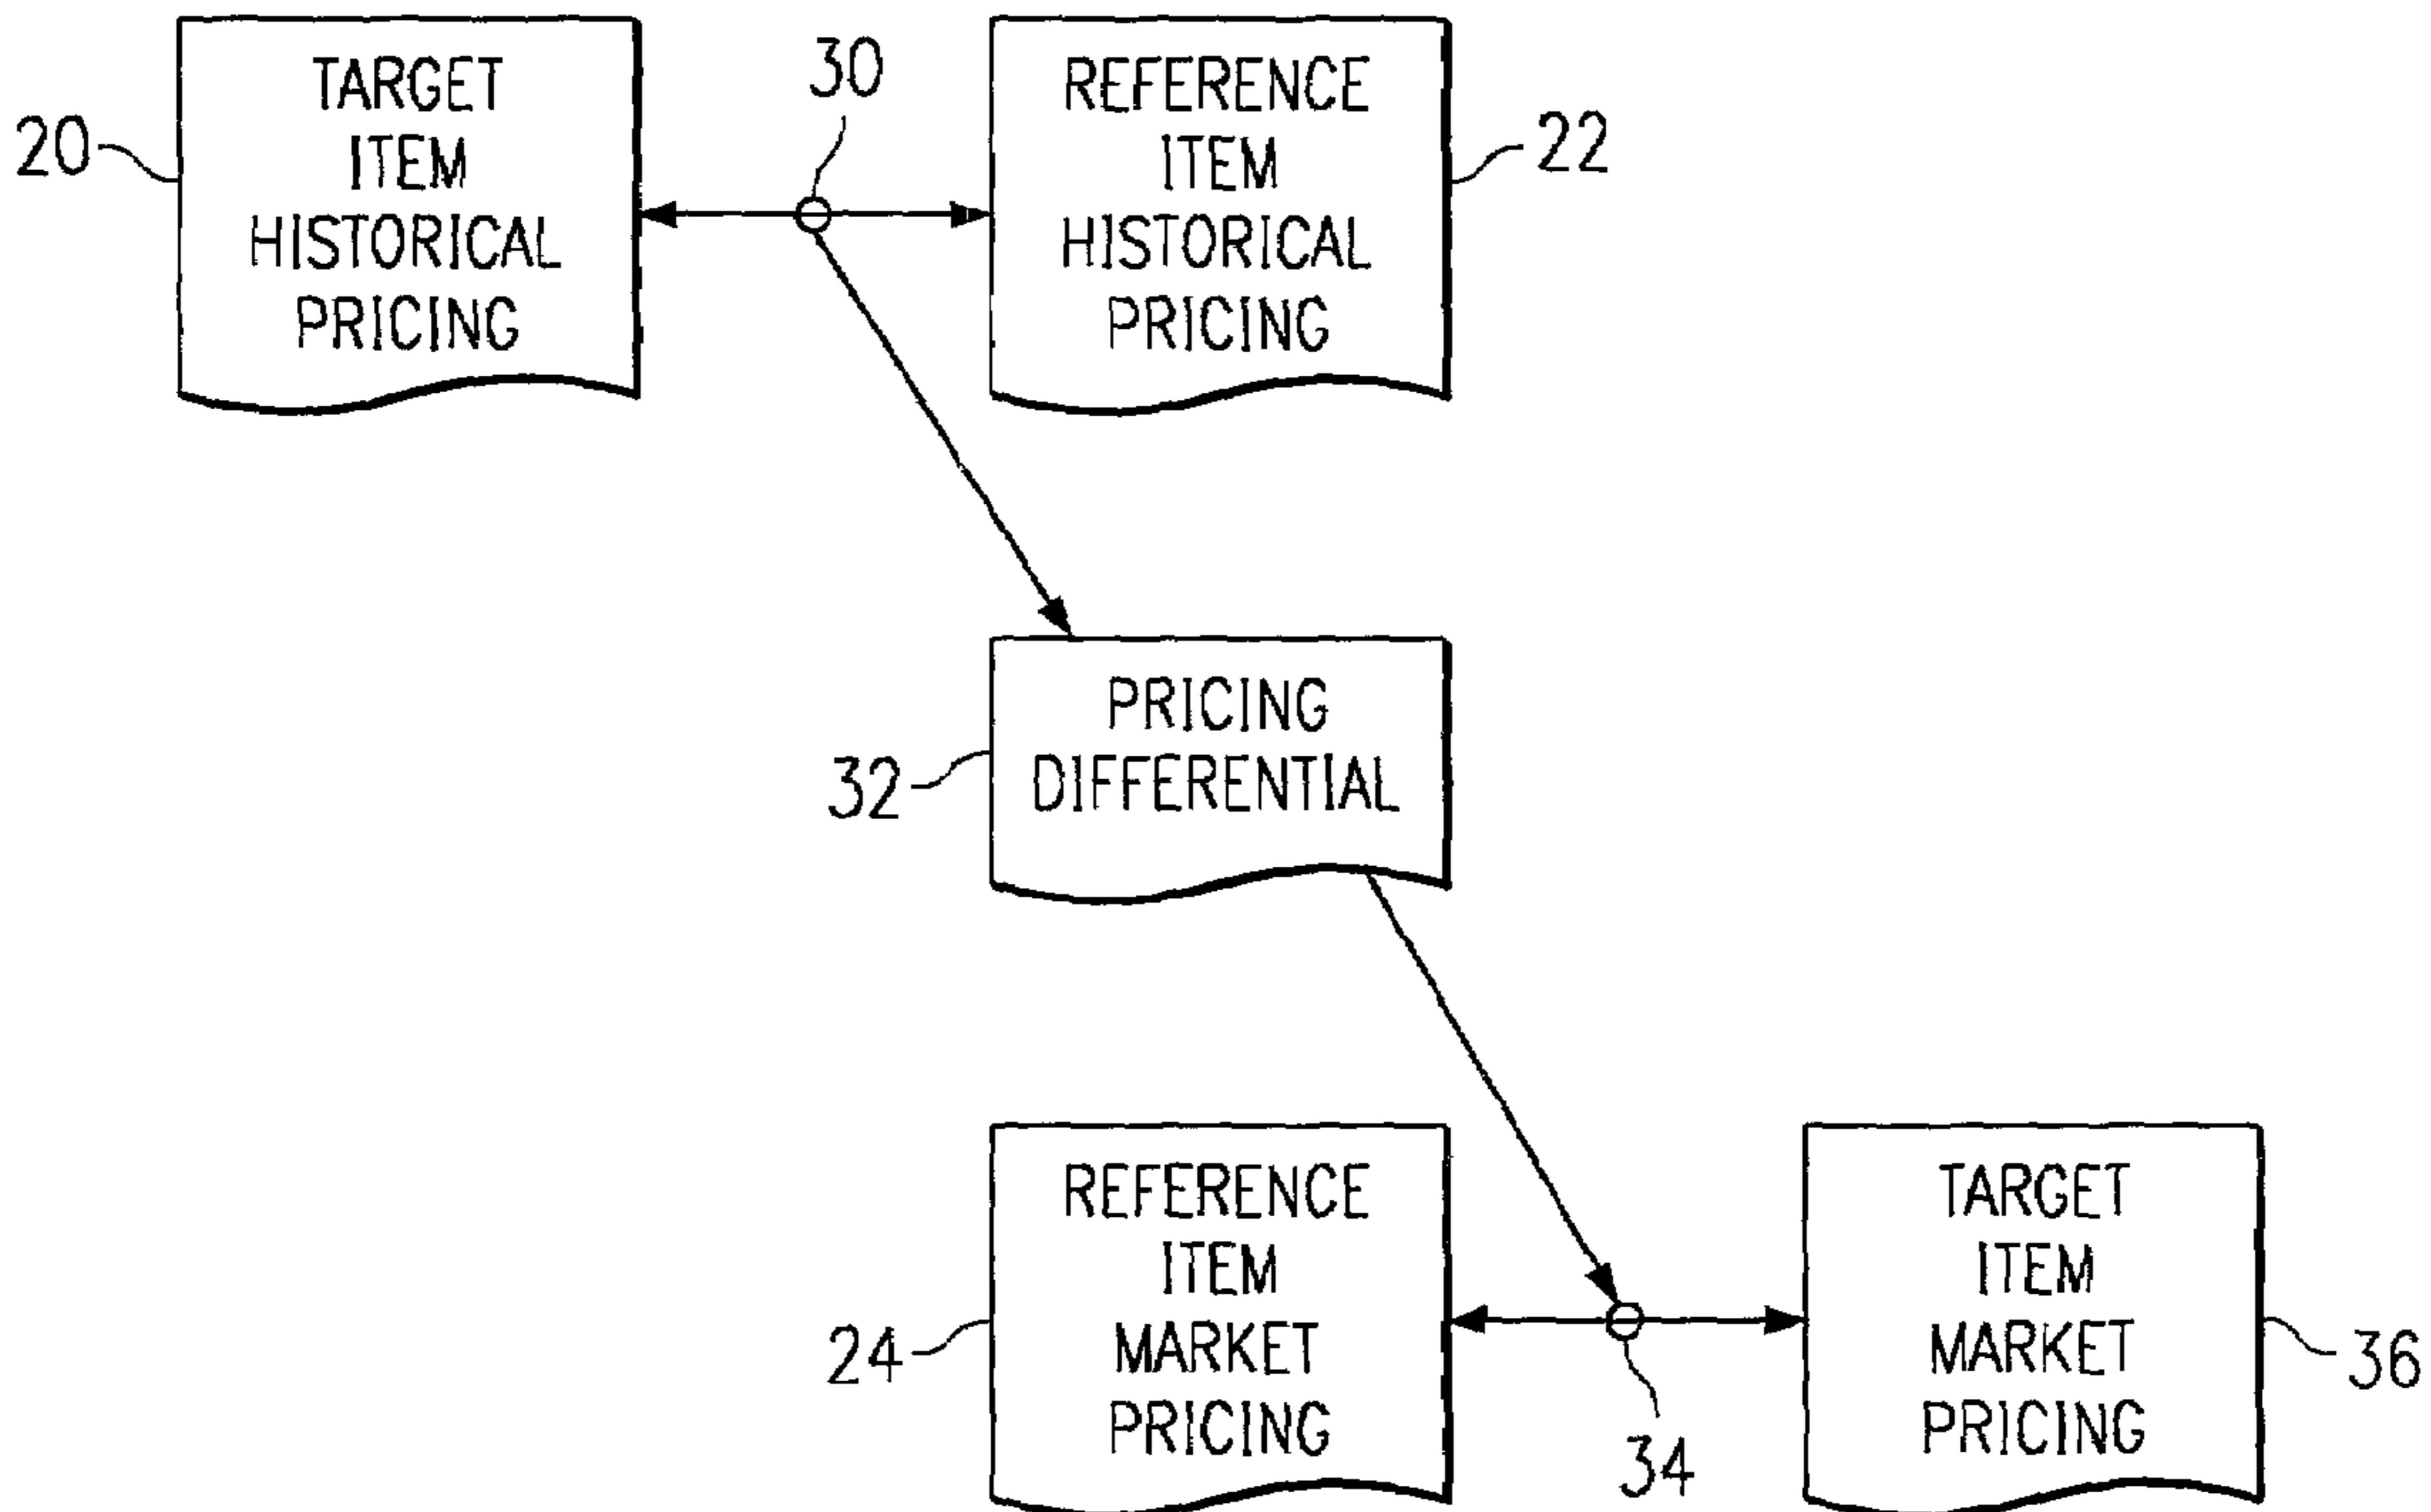 TARGET
ITEM
HISTORICAL
PRICING
20
30
REFERENCE
ITEM
HISTORICAL
PRICING
22
PRICING
DIFFERENTIAL
32
REFERENCE
ITEM
MARKET
PRICING
24
34
TARGET
ITEM
MARKET
PRICING
36